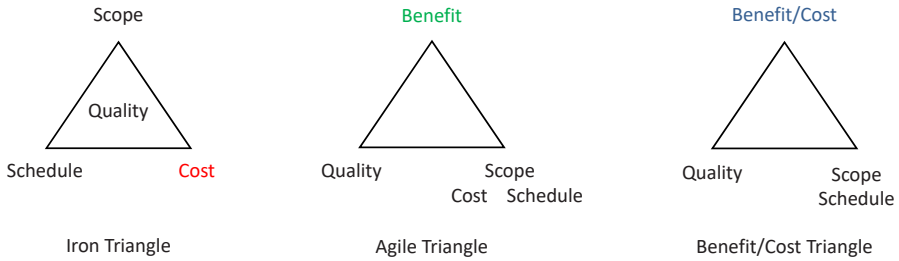 Scope
Quality
Schedule
Cost
Iron Triangle
Benefit
Quality
Scope
Cost Schedule
Agile Triangle
Benefit/Cost
Quality
Scope
Schedule
Benefit/Cost Triangle